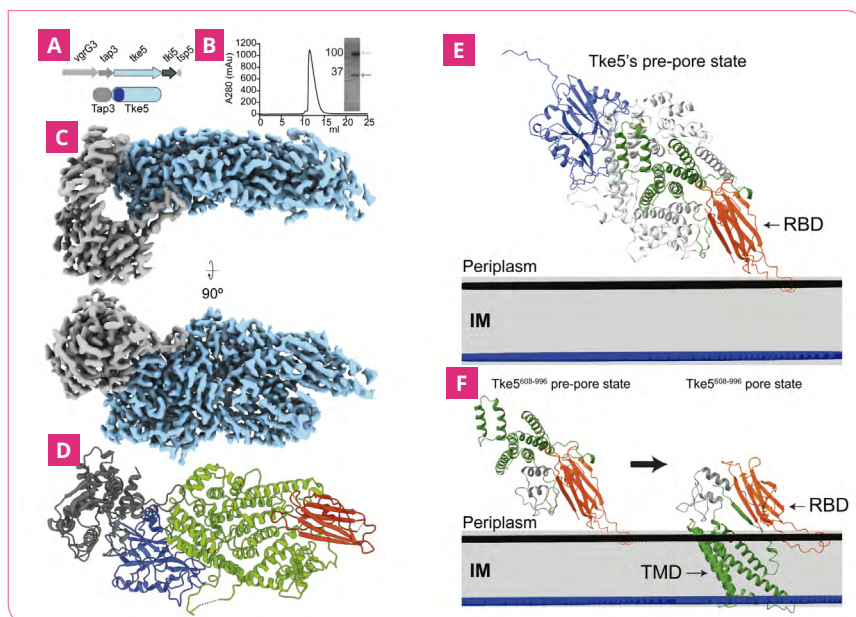 A
vgrG3 tap3 tke5 tki5 tsp5
Tap3 Tke5
B
A280 (mAu)
1200
1000
800
600
400
200
0
0 5 10 15 20 25
ml
100
37
C
90º
D
E
Tke5's pre-pore state
RBD
Periplasm
IM
F
Tke5⁶⁰⁸⁻⁹⁹⁶ pre-pore state
Tke5⁶⁰⁸⁻⁹⁹⁶ pore state
RBD
Periplasm
IM
TMD